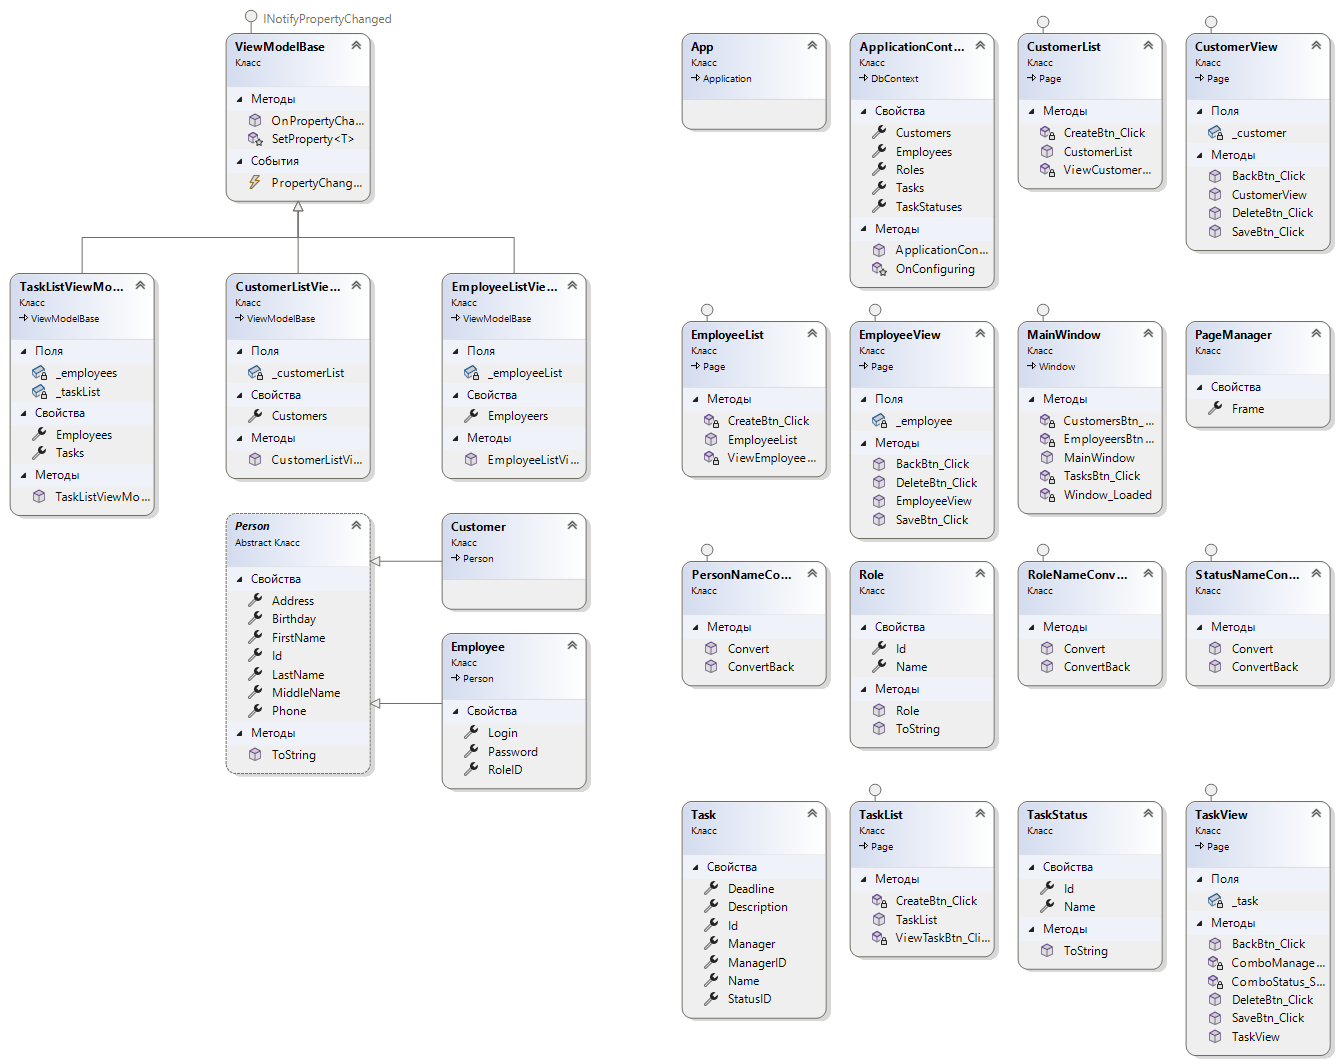 INotifyPropertyChanged
ViewModelBase
Класс
Методы
OnPropertyCha...
SetProperty<T>
События
PropertyChang...
TaskListViewMo...
Класс
ViewModelBase
Поля
_employees
_taskList
Свойства
Employees
Tasks
Методы
TaskListViewMo...
CustomerListVie...
Класс
ViewModelBase
Поля
_customerList
Свойства
Customers
Методы
CustomerListVi...
EmployeeListVie...
Класс
ViewModelBase
Поля
_employeeList
Свойства
Employeers
Методы
EmployeeListVi...
Person
Abstract Класс
Свойства
Address
Birthday
FirstName
Id
LastName
MiddleName
Phone
Методы
ToString
Customer
Класс
Person
Employee
Класс
Person
Свойства
Login
Password
RoleID
App
Класс
Application
ApplicationCont...
Класс
DbContext
Свойства
Customers
Employees
Roles
Tasks
TaskStatuses
Методы
ApplicationCon...
OnConfiguring
CustomerList
Класс
Page
Методы
CreateBtn_Click
CustomerList
ViewCustomer...
CustomerView
Класс
Page
Поля
_customer
Методы
BackBtn_Click
CustomerView
DeleteBtn_Click
SaveBtn_Click
EmployeeList
Класс
Page
Методы
CreateBtn_Click
EmployeeList
ViewEmployee...
EmployeeView
Класс
Page
Поля
_employee
Методы
BackBtn_Click
DeleteBtn_Click
EmployeeView
SaveBtn_Click
MainWindow
Класс
Window
Методы
CustomersBtn_...
EmployeersBtn...
MainWindow
TasksBtn_Click
Window_Loaded
PageManager
Класс
Свойства
Frame
PersonNameCo...
Класс
Методы
Convert
ConvertBack
Role
Класс
Свойства
Id
Name
Методы
Role
ToString
RoleNameConv...
Класс
Методы
Convert
ConvertBack
StatusNameCon...
Класс
Методы
Convert
ConvertBack
Task
Класс
Свойства
Deadline
Description
Id
Manager
ManagerID
Name
StatusID
TaskList
Класс
Page
Методы
CreateBtn_Click
TaskList
ViewTaskBtn_Cli...
TaskStatus
Класс
Свойства
Id
Name
Методы
ToString
TaskView
Класс
Page
Поля
_task
Методы
BackBtn_Click
ComboManage...
ComboStatus_S...
DeleteBtn_Click
SaveBtn_Click
TaskView